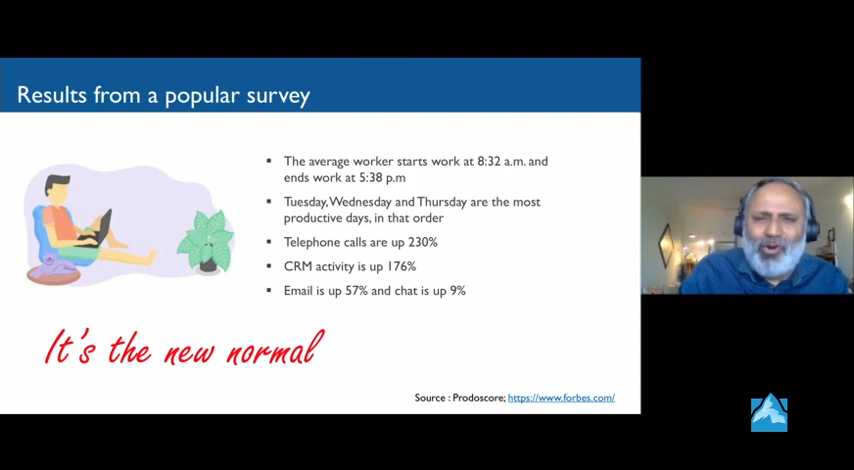 Results from a popular survey
▪ The average worker starts work at 8:32 a.m. and
ends work at 5:38 p.m
▪ Tuesday, Wednesday and Thursday are the most
productive days, in that order
▪ Telephone calls are up 230%
▪ CRM activity is up 176%
▪ Email is up 57% and chat is up 9%
It's the new normal
Source : Prodoscore; https://www.forbes.com/